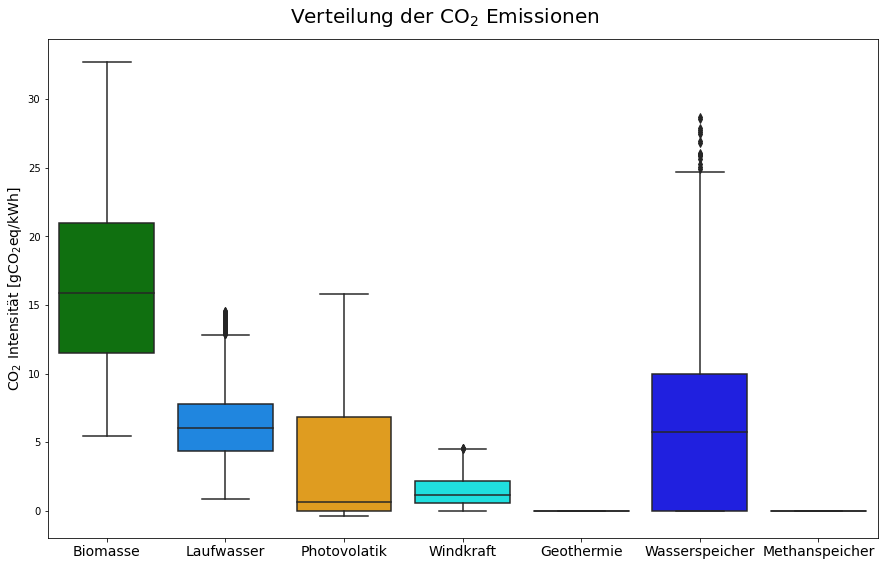 Verteilung der CO₂ Emissionen
CO₂ Intensität [gCO₂eq/kWh]
30
25
20
15
10
5
0
Biomasse Laufwasser Photovolatik Windkraft Geothermie Wasserspeicher Methanspeicher